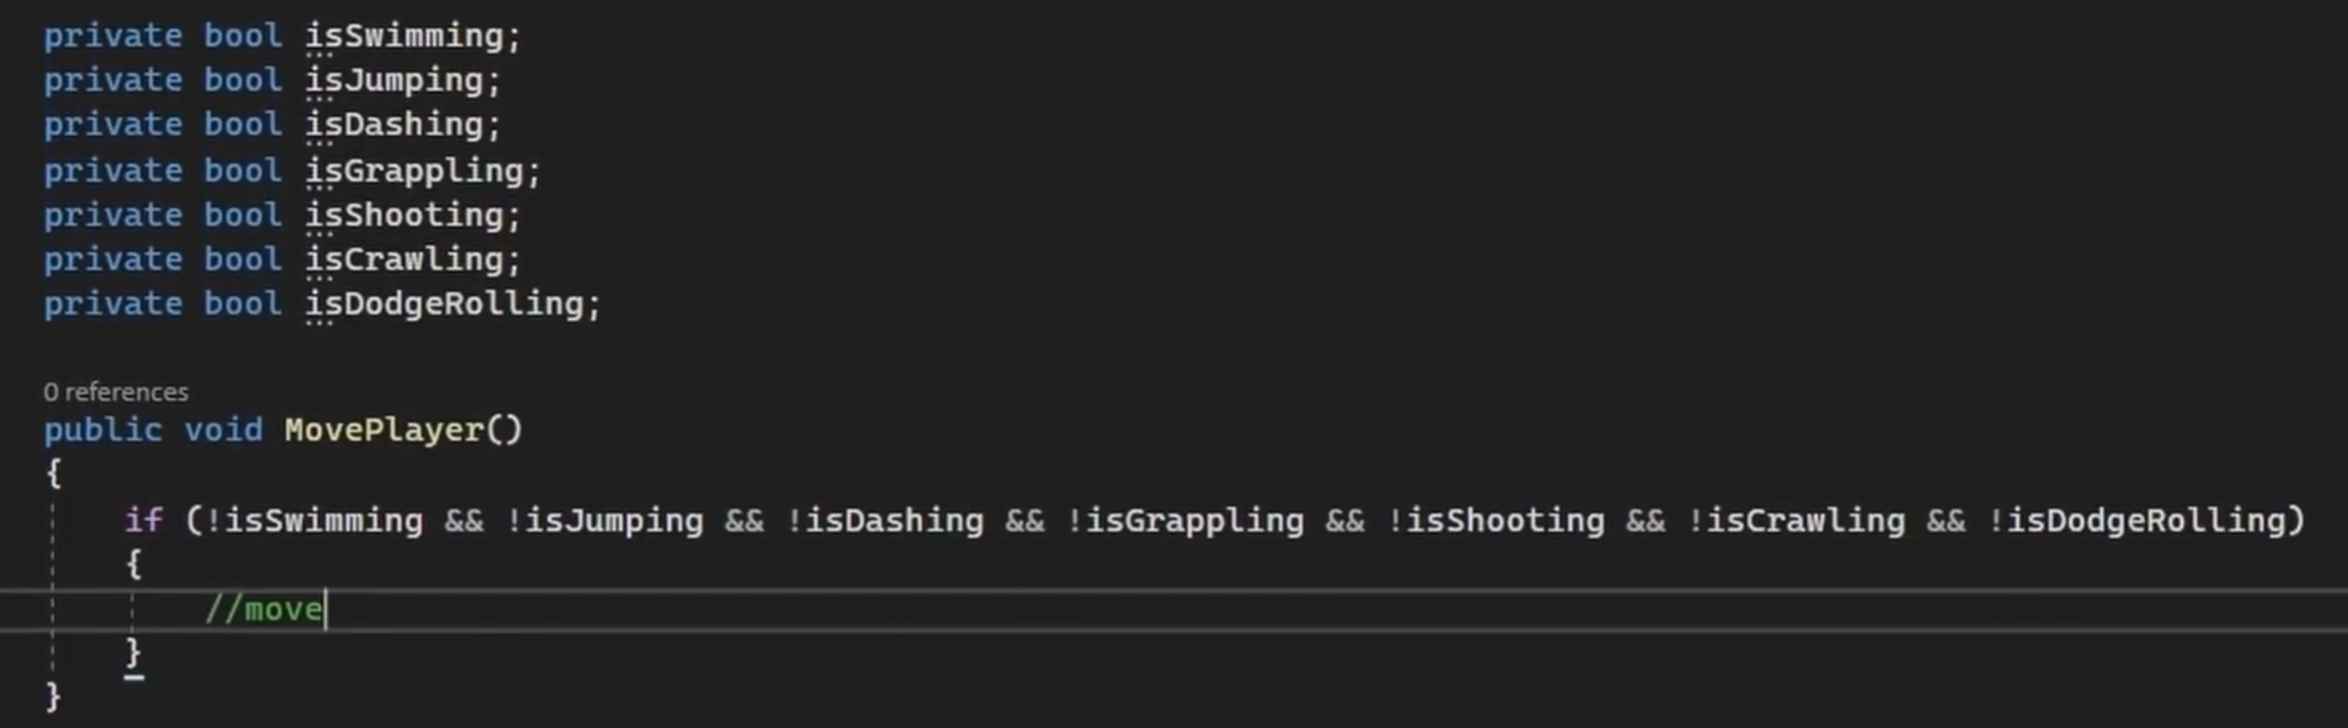 private bool isSwimming;
private bool isJumping;
private bool isDashing;
private bool isGrappling;
private bool isShooting;
private bool isCrawling;
private bool isDodgeRolling;
0 references
public void MovePlayer()
{
if (!isSwimming && !isJumping && !isDashing && !isGrappling && !isShooting && !isCrawling && !isDodgeRolling)
{
//move
}
}